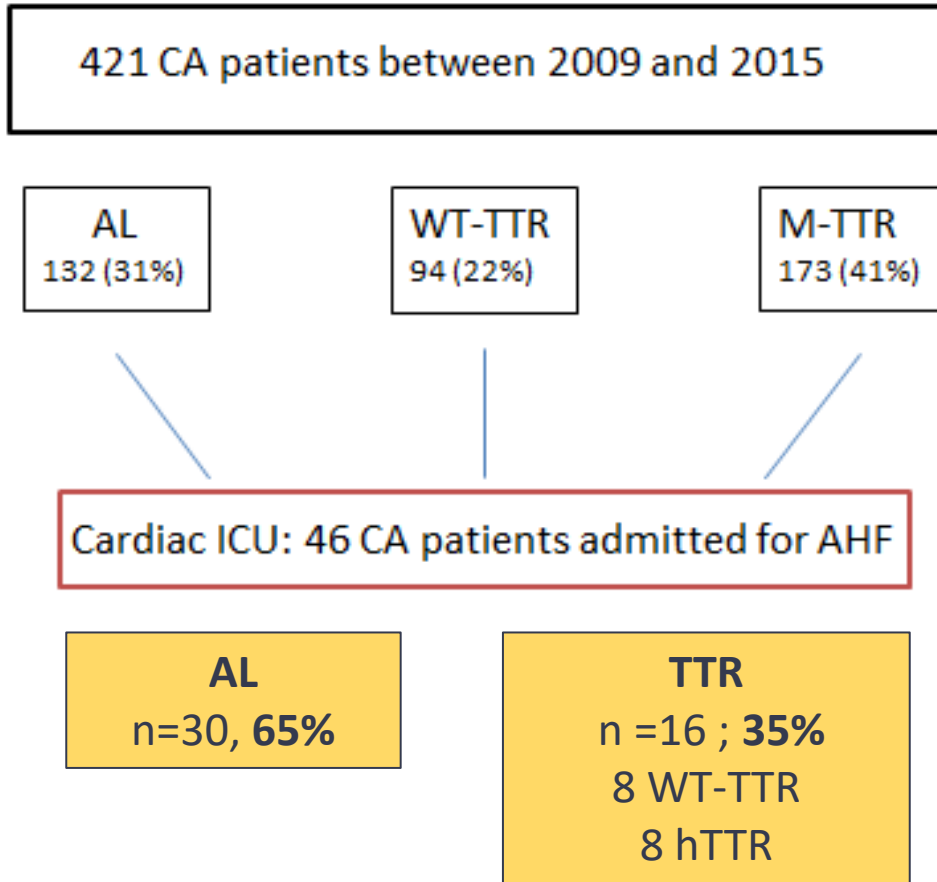 421 CA patients between 2009 and 2015
AL
132 (31%)
WT-TTR
94 (22%)
M-TTR
173 (41%)
Cardiac ICU: 46 CA patients admitted for AHF
AL
n=30, 65%
TTR
n =16 ; 35%
8 WT-TTR
8 hTTR